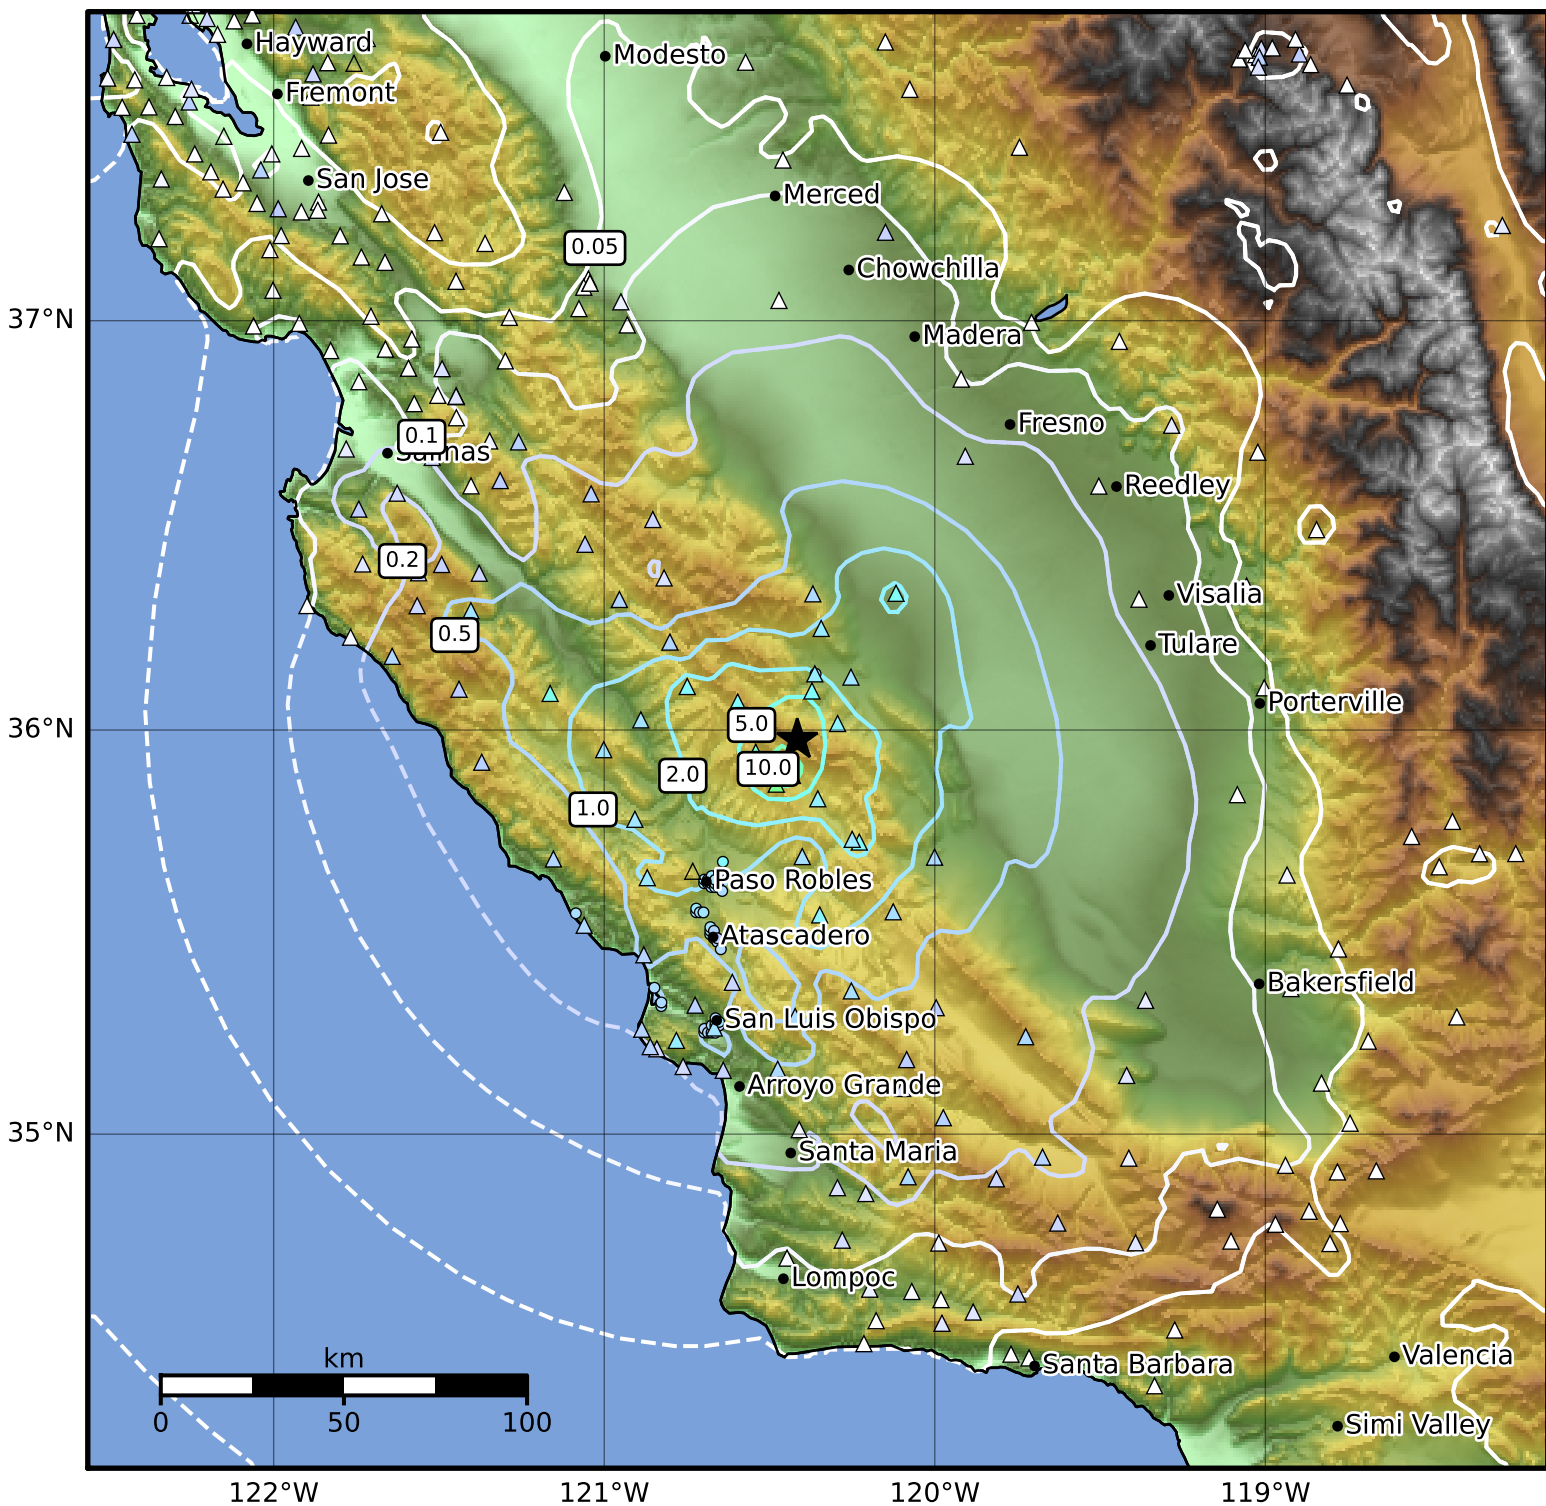 Hayward
Modesto
Fremont
San Jose
Merced
0.05
Chowchilla
37°N
Madera
Fresno
0.1
Salinas
Reedley
0.2
Visalia
0.5
Tulare
Porterville
36°N
5.0
10.0
2.0
1.0
Paso Robles
Atascadero
Bakersfield
San Luis Obispo
Arroyo Grande
35°N
Santa Maria
Lompoc
km
Valencia
Santa Barbara
0 50 100
Simi Valley
122°W 121°W 120°W 119°W